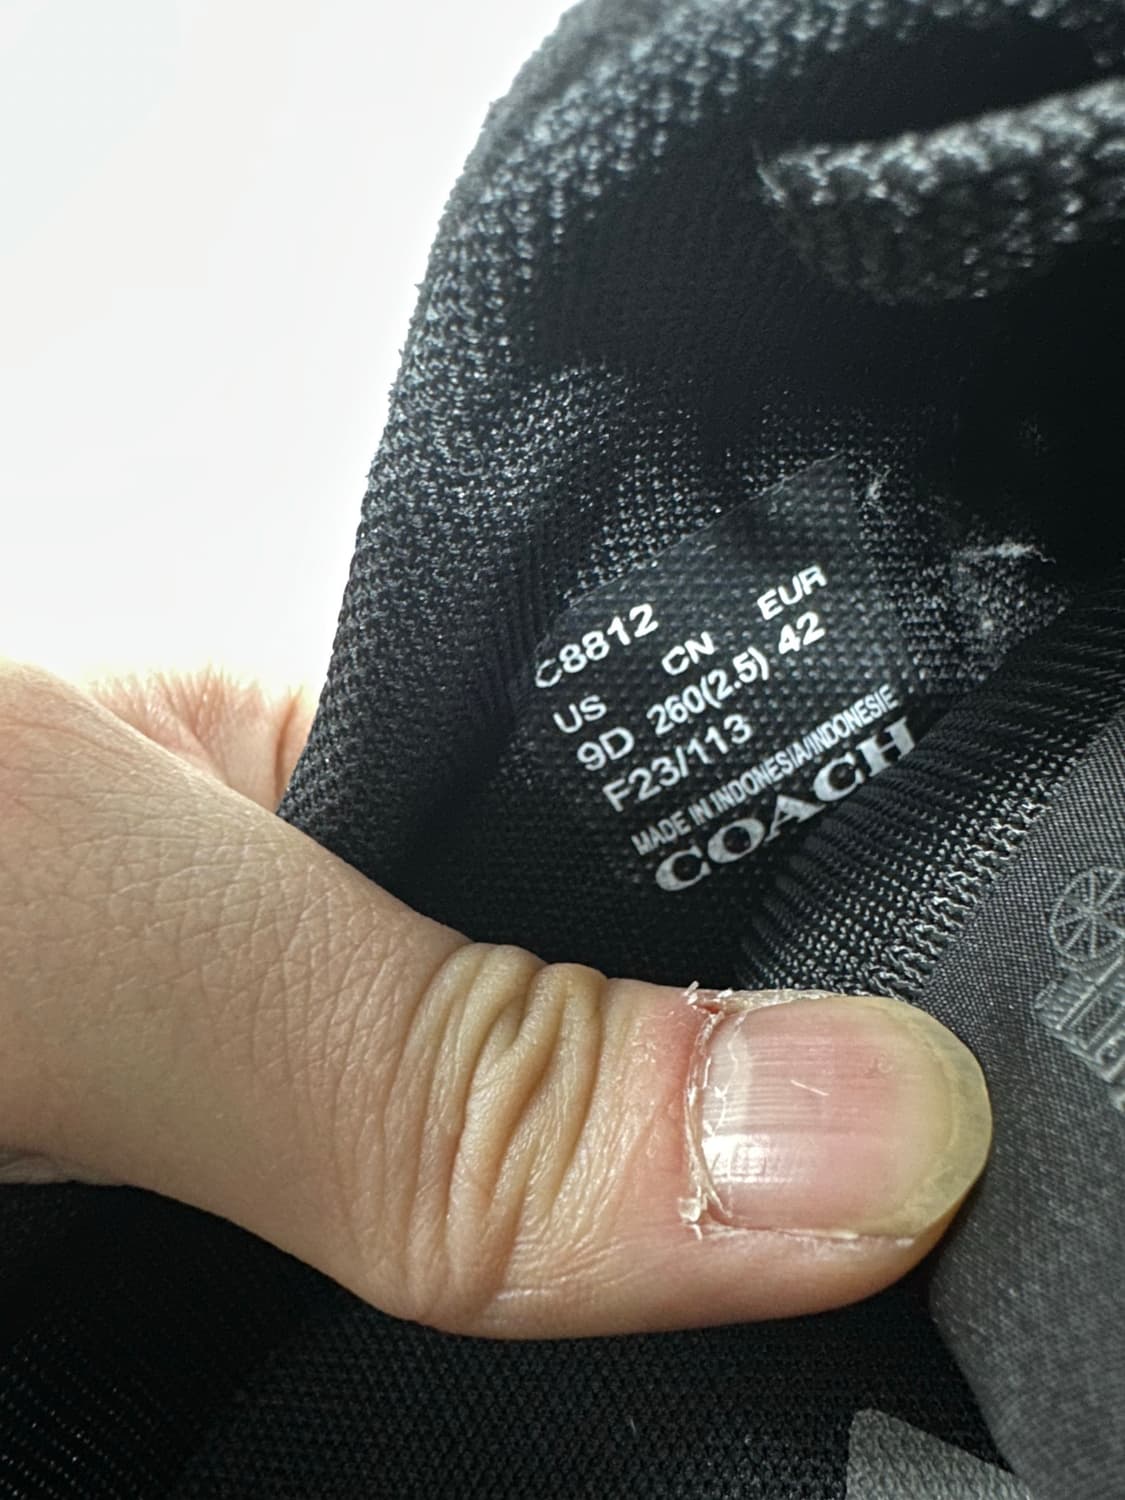 C8812
US CN EUR
9D 260(2.5) 42
F23/113
MADE IN INDONESIA/INDONESIE
COACH